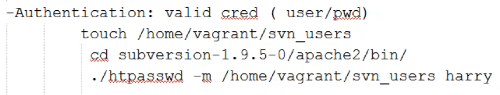 -Authentication: valid cred ( user/pwd)
touch /home/vagrant/svn_users
cd subversion-1.9.5-0/apache2/bin/
./htpasswd -m /home/vagrant/svn_users harry